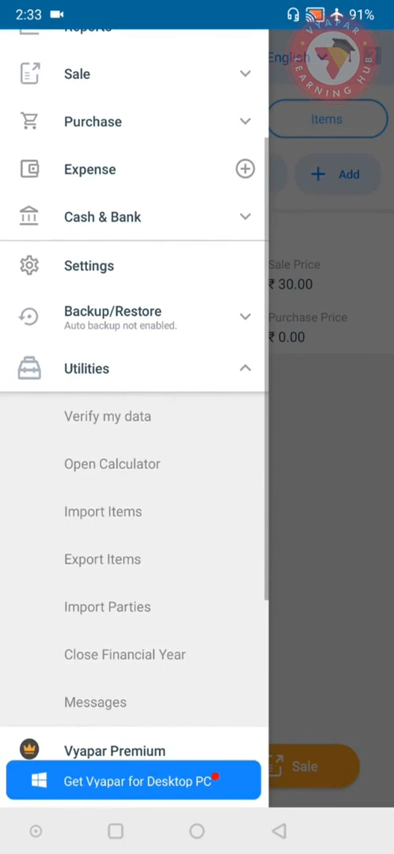 2:33
91%
Reports
English
VYAPAR
LEARNING HUB
Sale
Purchase
Items
Expense
Add
Cash & Bank
Settings
Sale Price
₹ 30.00
Backup/Restore
Auto backup not enabled.
Purchase Price
₹ 0.00
Utilities
Verify my data
Open Calculator
Import Items
Export Items
Import Parties
Close Financial Year
Messages
Vyapar Premium
Sale
Get Vyapar for Desktop PC